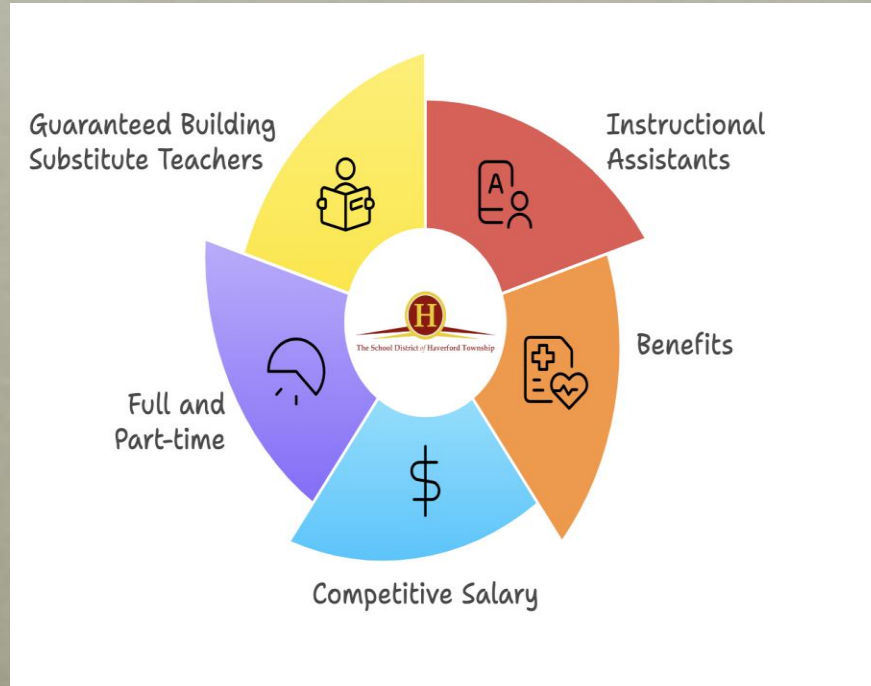 Guaranteed Building
Substitute Teachers
Instructional
Assistants
A
H
The School District of Haverford Township
Benefits
Full and
Part-time
$
Competitive Salary